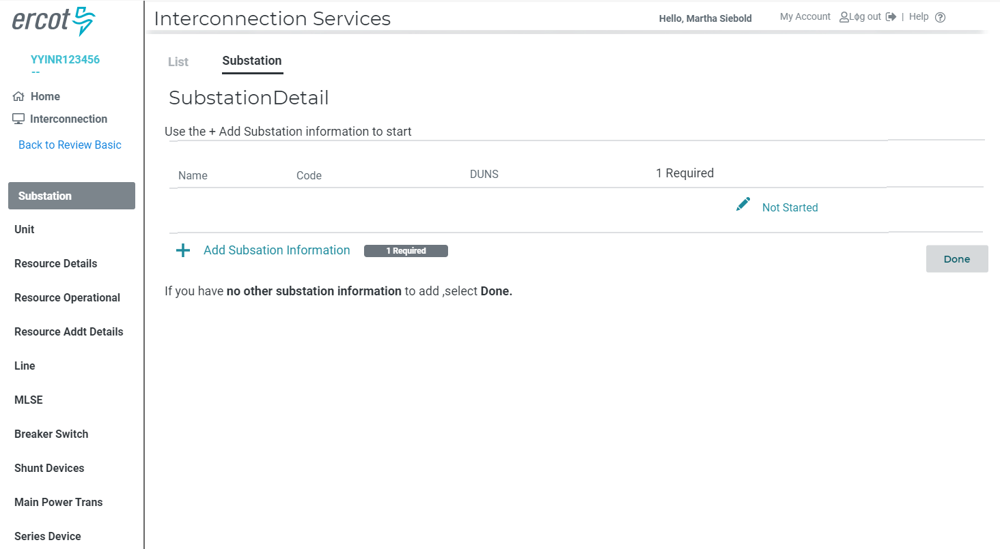 ercot
Interconnection Services
Hello, Martha Siebold
My Account
Log out | Help ?
YYINR123456
--
Home
Interconnection
Back to Review Basic
Substation
Unit
Resource Details
Resource Operational
Resource Addt Details
Line
MLSE
Breaker Switch
Shunt Devices
Main Power Trans
Series Device
List Substation
SubstationDetail
Use the + Add Substation information to start
Name Code DUNS 1 Required
Not Started
+ Add Subsation Information 1 Required
Done
If you have no other substation information to add ,select Done.